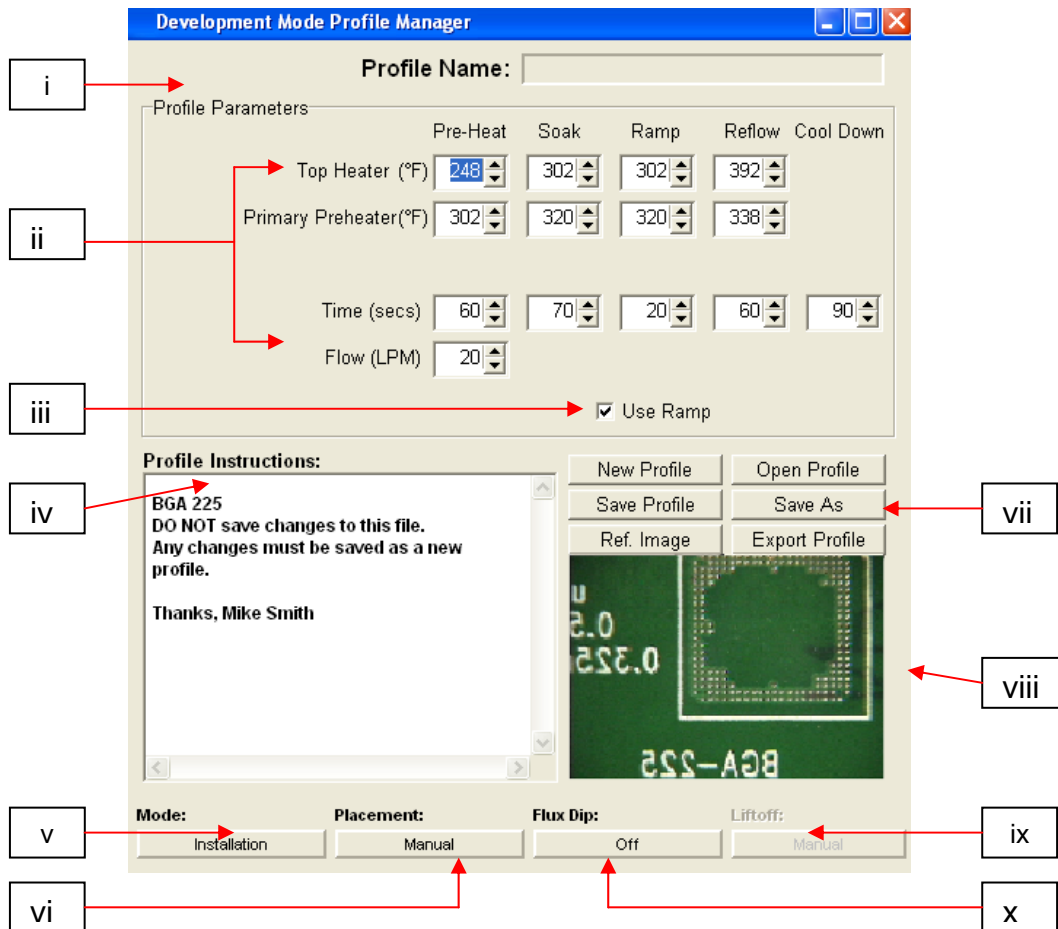 Development Mode Profile Manager
i
Profile Name:
Profile Parameters
Pre-Heat Soak Ramp Reflow Cool Down
Top Heater (°F) 248 302 302 392
ii
Primary Preheater(°F) 302 320 320 338
Time (secs) 60 70 20 60 90
Flow (LPM) 20
iii
Use Ramp
Profile Instructions:
New Profile Open Profile
iv
BGA 225
DO NOT save changes to this file.
Any changes must be saved as a new
profile.
Thanks, Mike Smith
Save Profile Save As
vii
Ref. Image Export Profile
u
0.5
0.325
viii
BGA-225
Mode: Placement: Flux Dip: Liftoff:
v
Installation Manual Off Manual
ix
vi
x